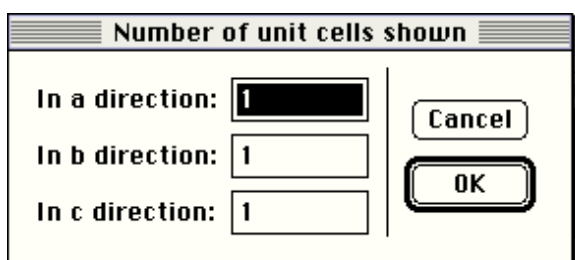 Number of unit cells shown
In a direction: 1
Cancel
In b direction: 1
OK
In c direction: 1